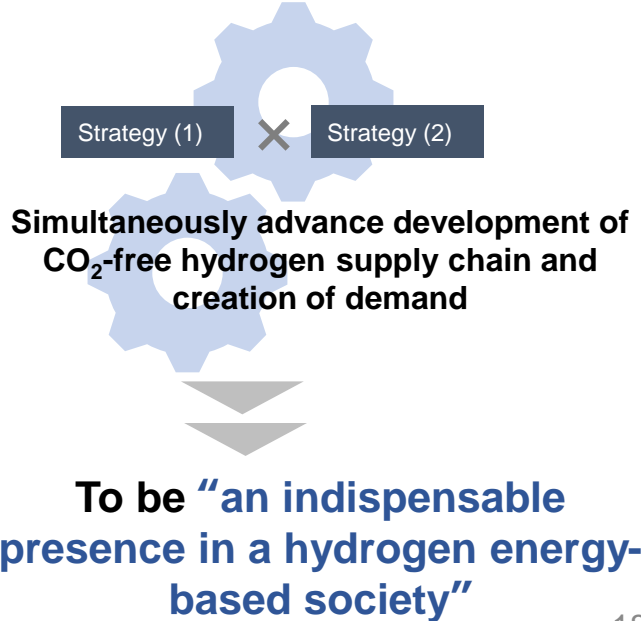 Strategy (1) × Strategy (2)
Simultaneously advance development of
CO₂-free hydrogen supply chain and
creation of demand
To be “an indispensable
presence in a hydrogen energy-
based society”